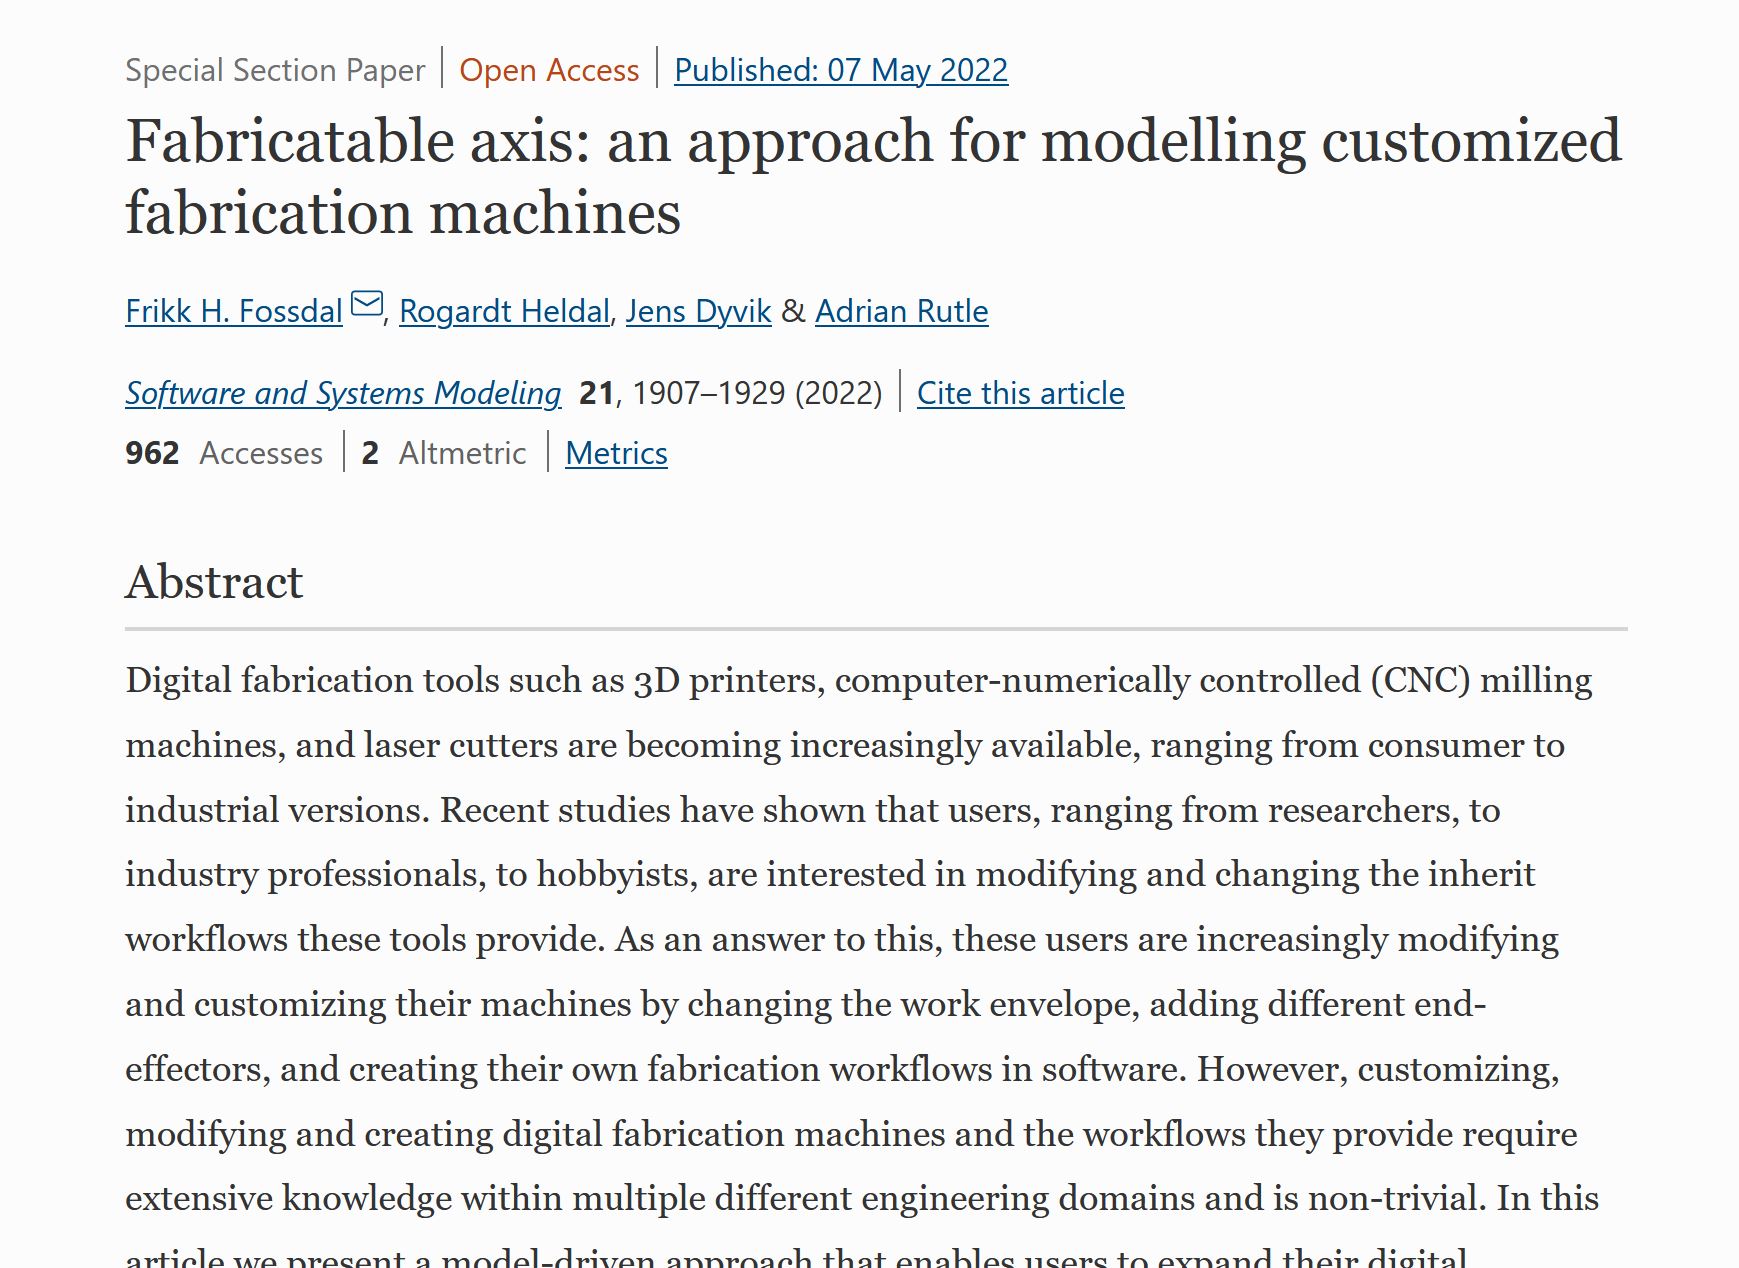 Special Section Paper | Open Access | Published: 07 May 2022
Fabricatable axis: an approach for modelling customized
fabrication machines
Frikk H. Fossdal, Rogardt Heldal, Jens Dyvik & Adrian Rutle
Software and Systems Modeling 21, 1907–1929 (2022) | Cite this article
962 Accesses | 2 Altmetric | Metrics
Abstract
Digital fabrication tools such as 3D printers, computer-numerically controlled (CNC) milling
machines, and laser cutters are becoming increasingly available, ranging from consumer to
industrial versions. Recent studies have shown that users, ranging from researchers, to
industry professionals, to hobbyists, are interested in modifying and changing the inherit
workflows these tools provide. As an answer to this, these users are increasingly modifying
and customizing their machines by changing the work envelope, adding different end-
effectors, and creating their own fabrication workflows in software. However, customizing,
modifying and creating digital fabrication machines and the workflows they provide require
extensive knowledge within multiple different engineering domains and is non-trivial. In this
article we present a model-driven approach that enables users to expand their digital